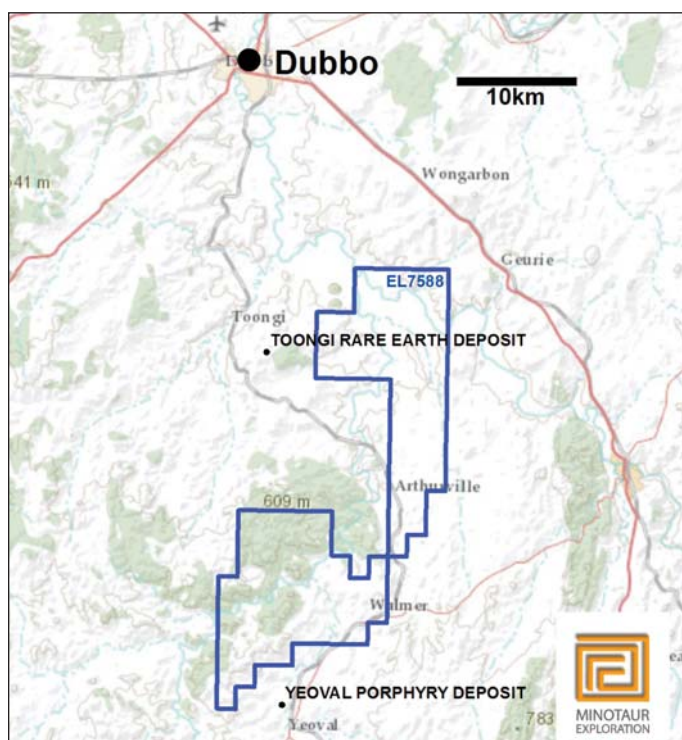 Dubbo
10km
Wongarbon
641 m
Geurie
EL7588
Toongi
TOONGI RARE EARTH DEPOSIT
Arthurville
609 m
Walmer
YEOVAL PORPHYRY DEPOSIT
Yeoval
783
MINOTAUR
EXPLORATION